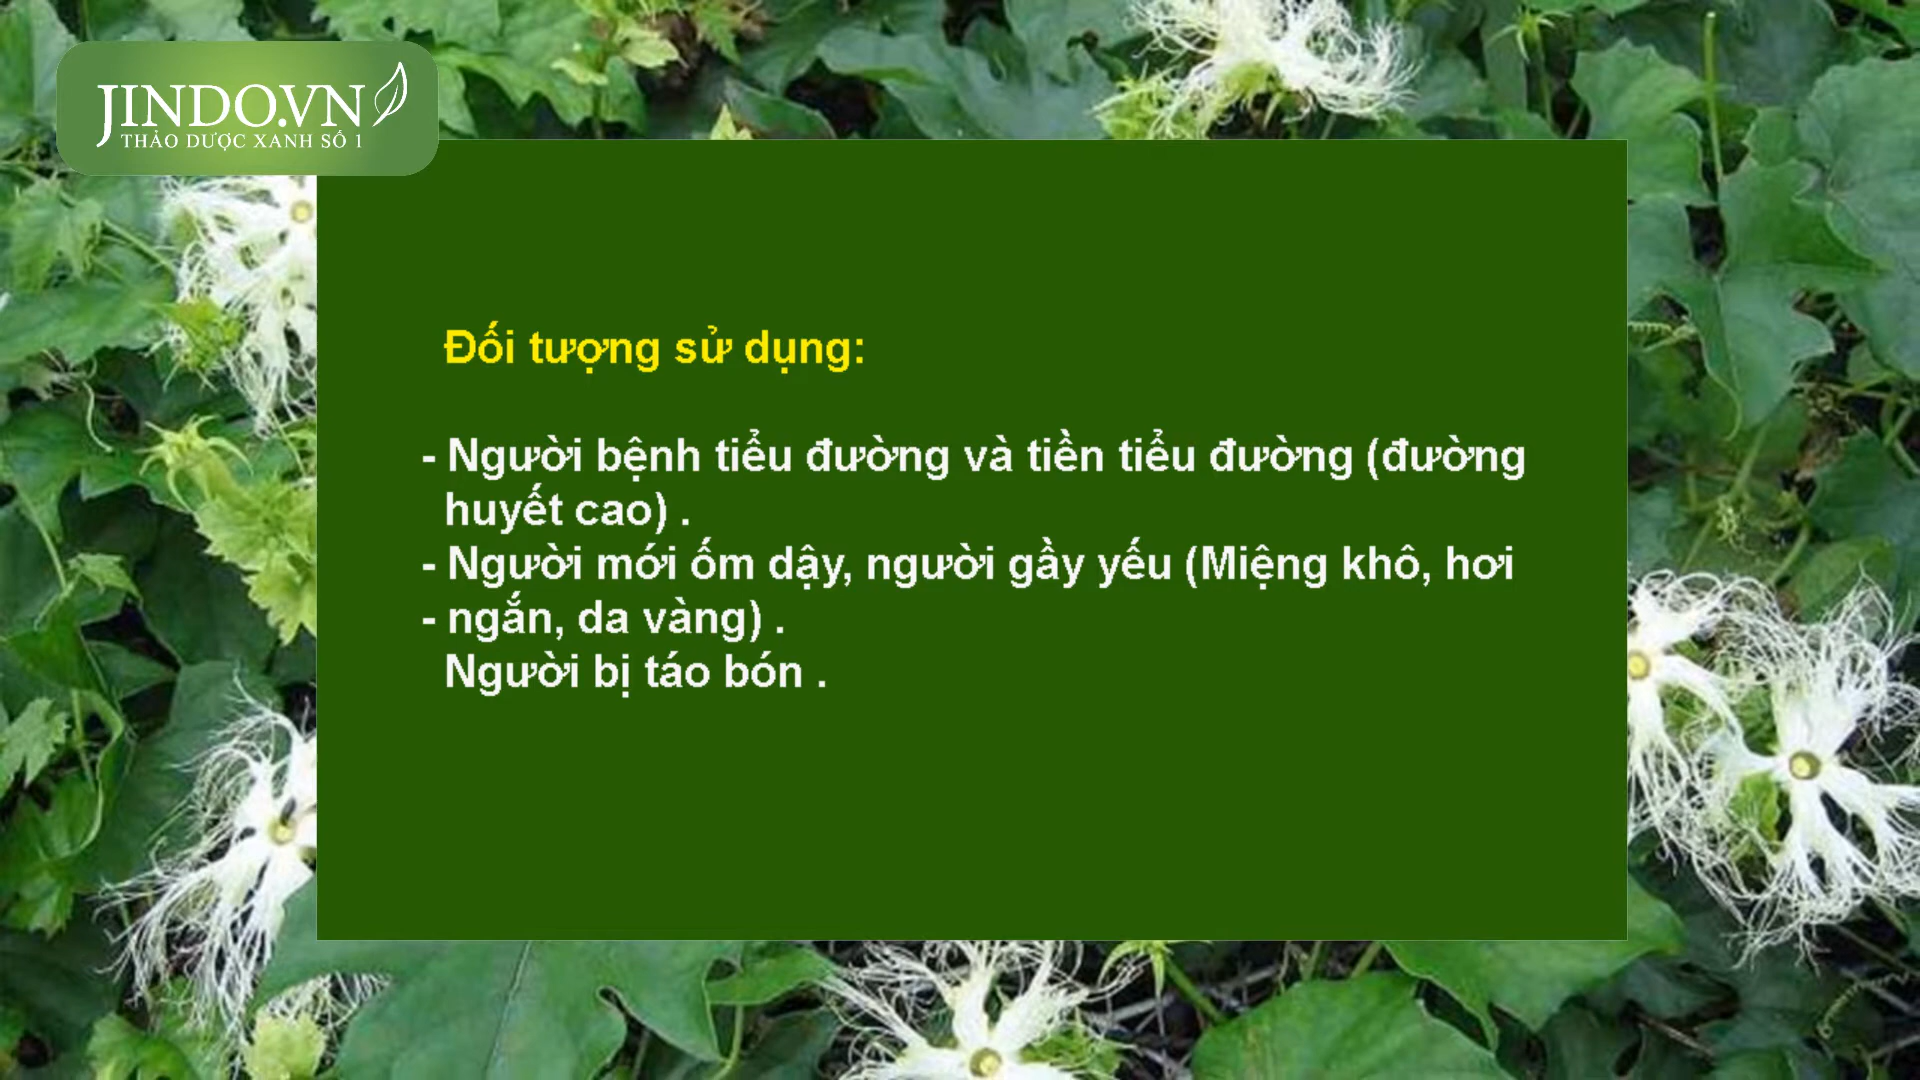 JINDO.VN
THẢO DƯỢC XANH SỐ 1
Đối tượng sử dụng:
- Người bệnh tiểu đường và tiền tiểu đường (đường
huyết cao) .
- Người mới ốm dậy, người gầy yếu (Miệng khô, hơi
- ngắn, da vàng) .
Người bị táo bón .